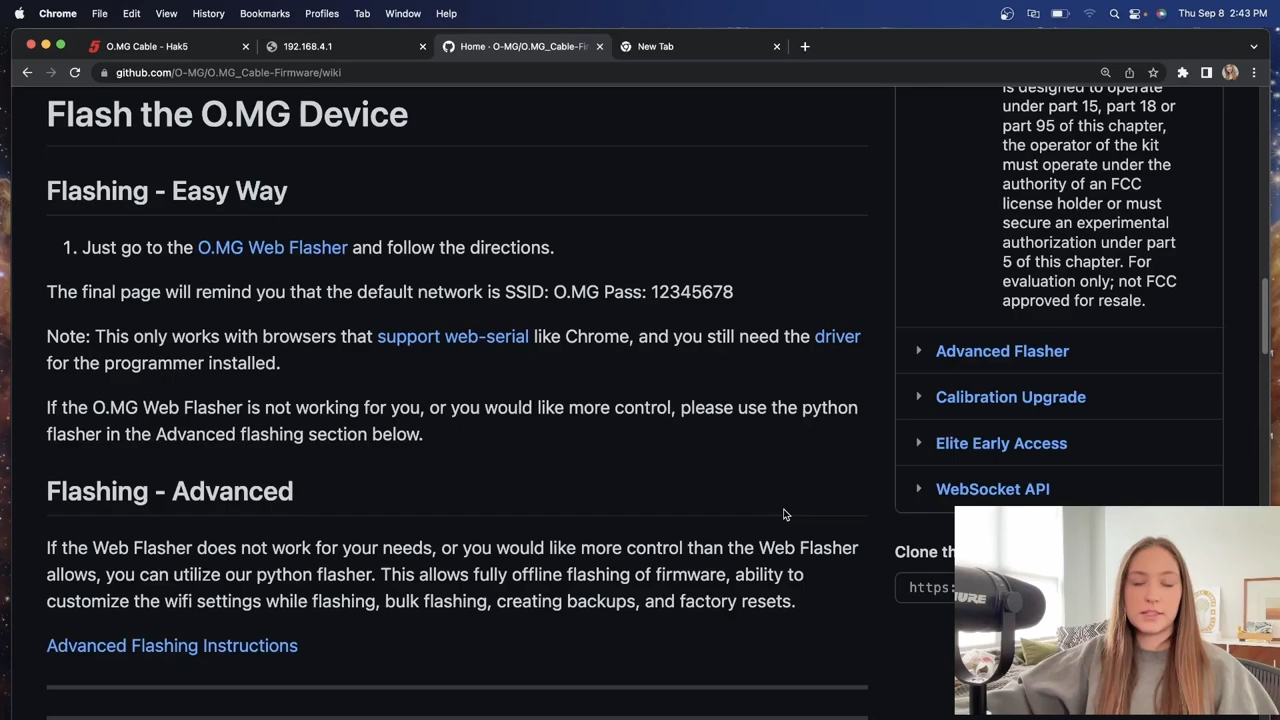 Chrome File Edit View History Bookmarks Profiles Tab Window Help Thu Sep 8 2:43 PM
O.MG Cable - Hak5 192.168.4.1 Home · O-MG/O.MG_Cable-Fir New Tab
github.com/O-MG/O.MG_Cable-Firmware/wiki
Flash the O.MG Device
Flashing - Easy Way
1. Just go to the O.MG Web Flasher and follow the directions.
The final page will remind you that the default network is SSID: O.MG Pass: 12345678
Note: This only works with browsers that support web-serial like Chrome, and you still need the driver
for the programmer installed.
If the O.MG Web Flasher is not working for you, or you would like more control, please use the python
flasher in the Advanced flashing section below.
Flashing - Advanced
If the Web Flasher does not work for your needs, or you would like more control than the Web Flasher
allows, you can utilize our python flasher. This allows fully offline flashing of firmware, ability to
customize the wifi settings while flashing, bulk flashing, creating backups, and factory resets.
Advanced Flashing Instructions
is designed to operate
under part 15, part 18 or
part 95 of this chapter,
the operator of the kit
must operate under the
authority of an FCC
license holder or must
secure an experimental
authorization under part
5 of this chapter. For
evaluation only; not FCC
approved for resale.
Advanced Flasher
Calibration Upgrade
Elite Early Access
WebSocket API
Clone th
https: